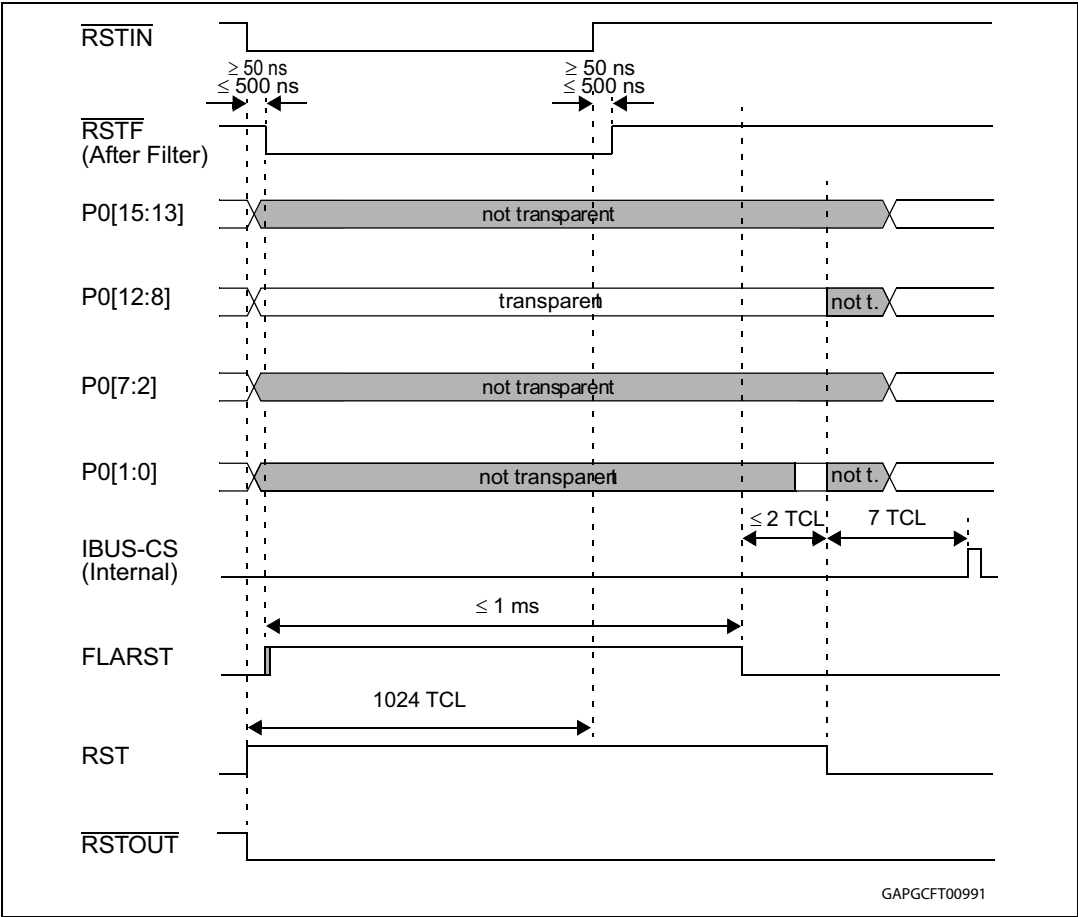 RSTIN
≥ 50 ns
≤ 500 ns
≥ 50 ns
≤ 500 ns
RSTF
(After Filter)
P0[15:13]
not transparent
P0[12:8]
transparent
not t.
P0[7:2]
not transparent
P0[1:0]
not transparent
not t.
≤ 2 TCL
7 TCL
IBUS-CS
(Internal)
≤ 1 ms
FLARST
1024 TCL
RST
RSTOUT
GAPGCFT00991